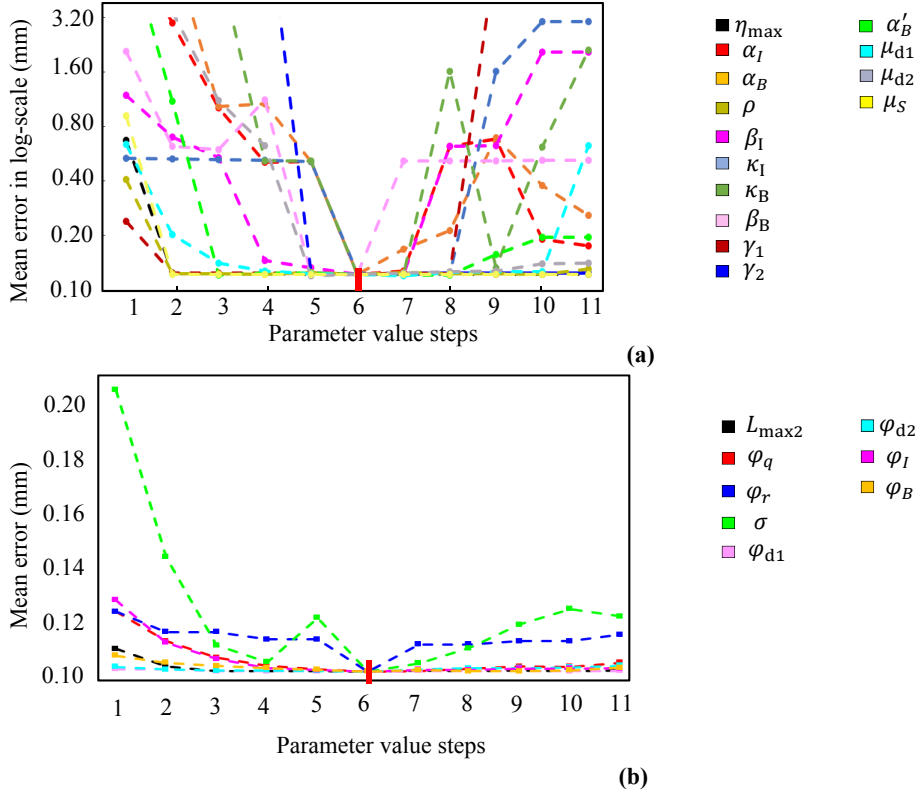 Mean error in log-scale (mm)
3.20
1.60
0.80
0.40
0.20
0.10
1 2 3 4 5 6 7 8 9 10 11
Parameter value steps
η_max
α_I
α_B
ρ
β_I
κ_I
κ_B
β_B
γ_1
γ_2
α′_B
μ_d1
μ_d2
μ_S
(a)
Mean error (mm)
0.20
0.18
0.16
0.14
0.12
0.10
1 2 3 4 5 6 7 8 9 10 11
Parameter value steps
L_max2
φ_q
φ_r
σ
φ_d1
φ_d2
φ_I
φ_B
(b)